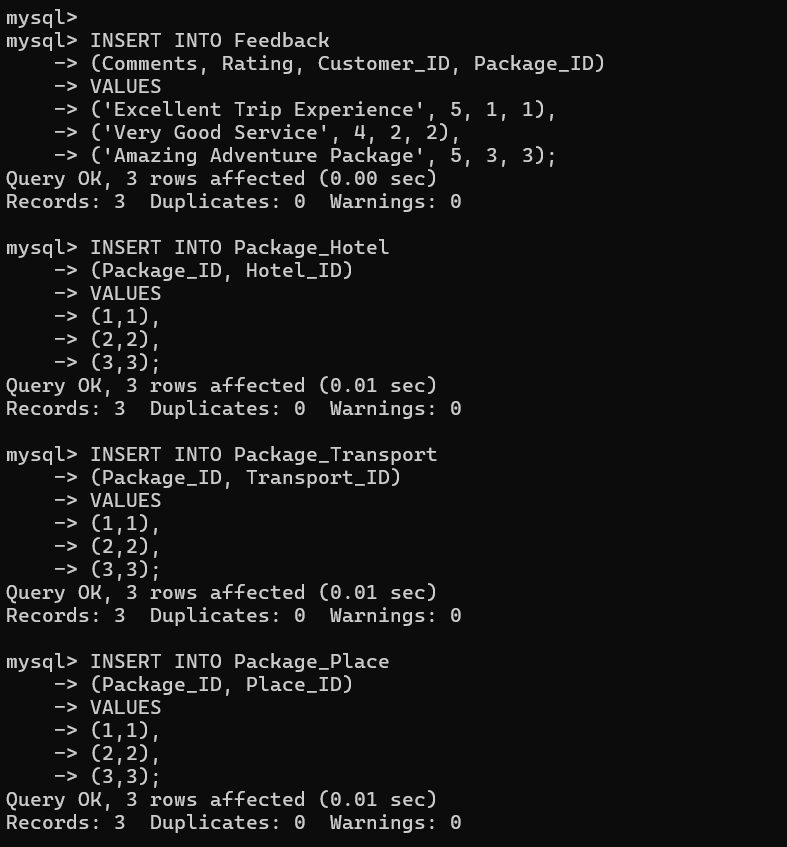 mysql>
mysql> INSERT INTO Feedback
    -> (Comments, Rating, Customer_ID, Package_ID)
    -> VALUES
    -> ('Excellent Trip Experience', 5, 1, 1),
    -> ('Very Good Service', 4, 2, 2),
    -> ('Amazing Adventure Package', 5, 3, 3);
Query OK, 3 rows affected (0.00 sec)
Records: 3  Duplicates: 0  Warnings: 0

mysql> INSERT INTO Package_Hotel
    -> (Package_ID, Hotel_ID)
    -> VALUES
    -> (1,1),
    -> (2,2),
    -> (3,3);
Query OK, 3 rows affected (0.01 sec)
Records: 3  Duplicates: 0  Warnings: 0

mysql> INSERT INTO Package_Transport
    -> (Package_ID, Transport_ID)
    -> VALUES
    -> (1,1),
    -> (2,2),
    -> (3,3);
Query OK, 3 rows affected (0.01 sec)
Records: 3  Duplicates: 0  Warnings: 0

mysql> INSERT INTO Package_Place
    -> (Package_ID, Place_ID)
    -> VALUES
    -> (1,1),
    -> (2,2),
    -> (3,3);
Query OK, 3 rows affected (0.01 sec)
Records: 3  Duplicates: 0  Warnings: 0